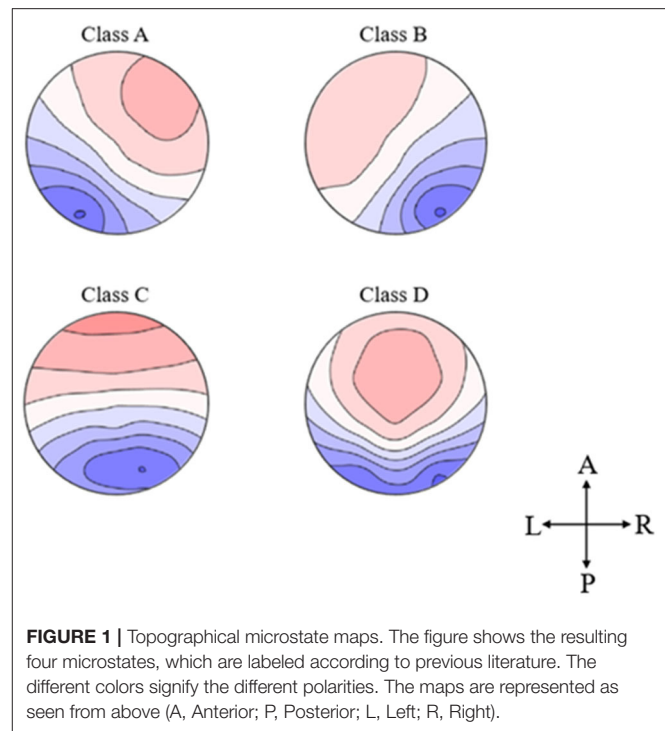 Class A
Class B
Class C
Class D
A
L
R
P
FIGURE 1 | Topographical microstate maps. The figure shows the resulting
four microstates, which are labeled according to previous literature. The
different colors signify the different polarities. The maps are represented as
seen from above (A, Anterior; P, Posterior; L, Left; R, Right).